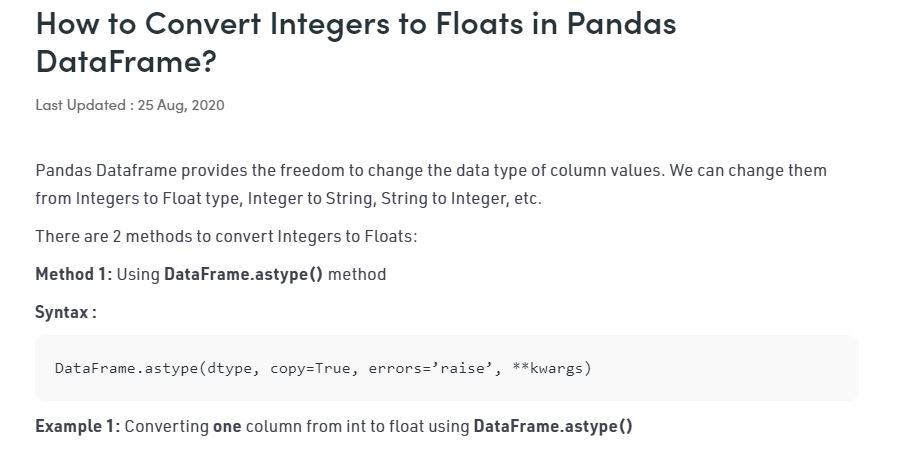 How to Convert Integers to Floats in Pandas
DataFrame?
Last Updated : 25 Aug, 2020
Pandas Dataframe provides the freedom to change the data type of column values. We can change them
from Integers to Float type, Integer to String, String to Integer, etc.
There are 2 methods to convert Integers to Floats:
Method 1: Using DataFrame.astype() method
Syntax :
DataFrame.astype(dtype, copy=True, errors=’raise’, **kwargs)
Example 1: Converting one column from int to float using DataFrame.astype()